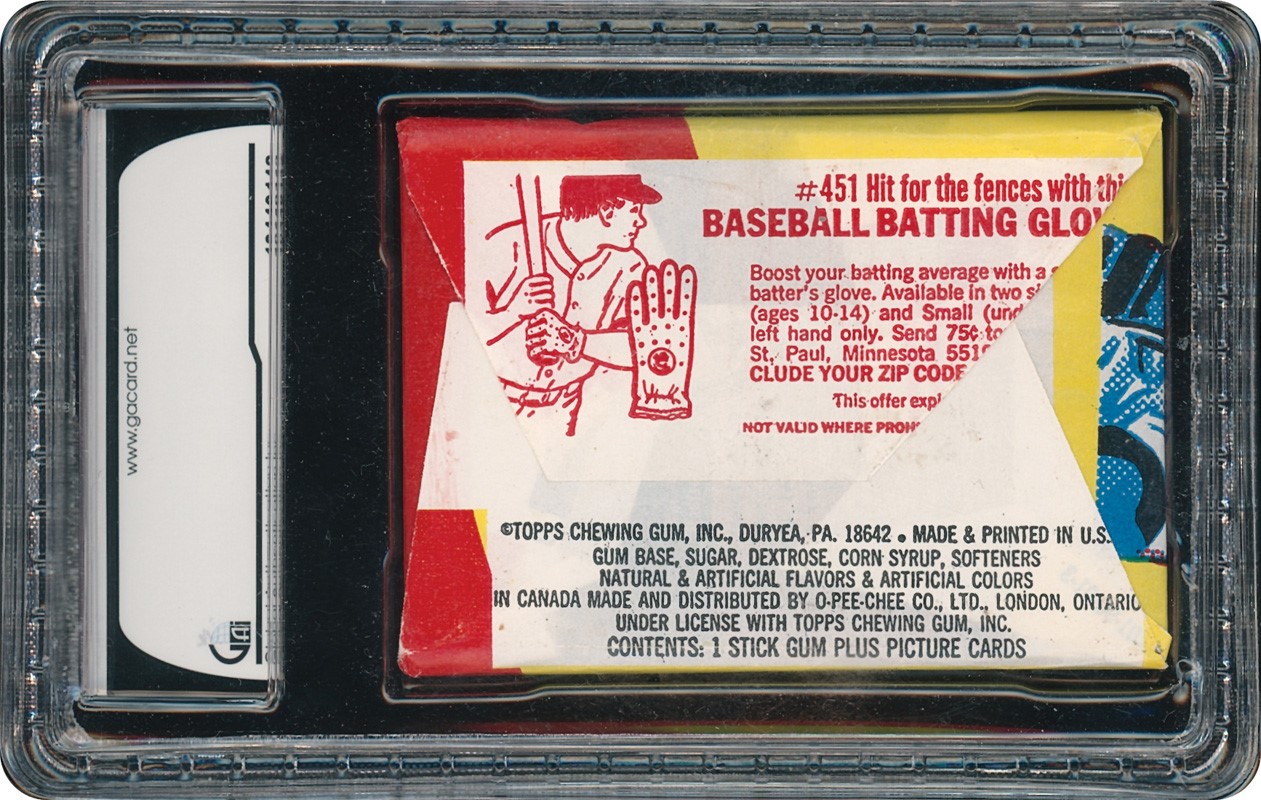 #451 Hit for the fences with thi
BASEBALL BATTING GLOV
Boost your batting average with a s
batter's glove. Available in two s
(ages 10-14) and Small (und
left hand only. Send 75¢ to
St. Paul, Minnesota 551
CLUDE YOUR ZIP CODE
This offer expi
NOT VALID WHERE PROH
©TOPPS CHEWING GUM, INC., DURYEA, PA. 18642 • MADE & PRINTED IN U.S.
GUM BASE, SUGAR, DEXTROSE, CORN SYRUP, SOFTENERS
NATURAL & ARTIFICIAL FLAVORS & ARTIFICIAL COLORS
IN CANADA MADE AND DISTRIBUTED BY O-PEE-CHEE CO., LTD., LONDON, ONTARIO
UNDER LICENSE WITH TOPPS CHEWING GUM, INC.
CONTENTS: 1 STICK GUM PLUS PICTURE CARDS
www.gacard.net
GAI